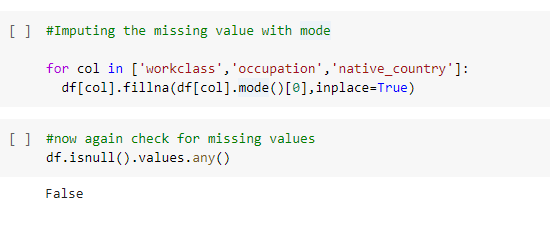 [ ] #Imputing the missing value with mode
for col in ['workclass','occupation','native_country']:
df[col].fillna(df[col].mode()[0],inplace=True)
[ ] #now again check for missing values
df.isnull().values.any()
False